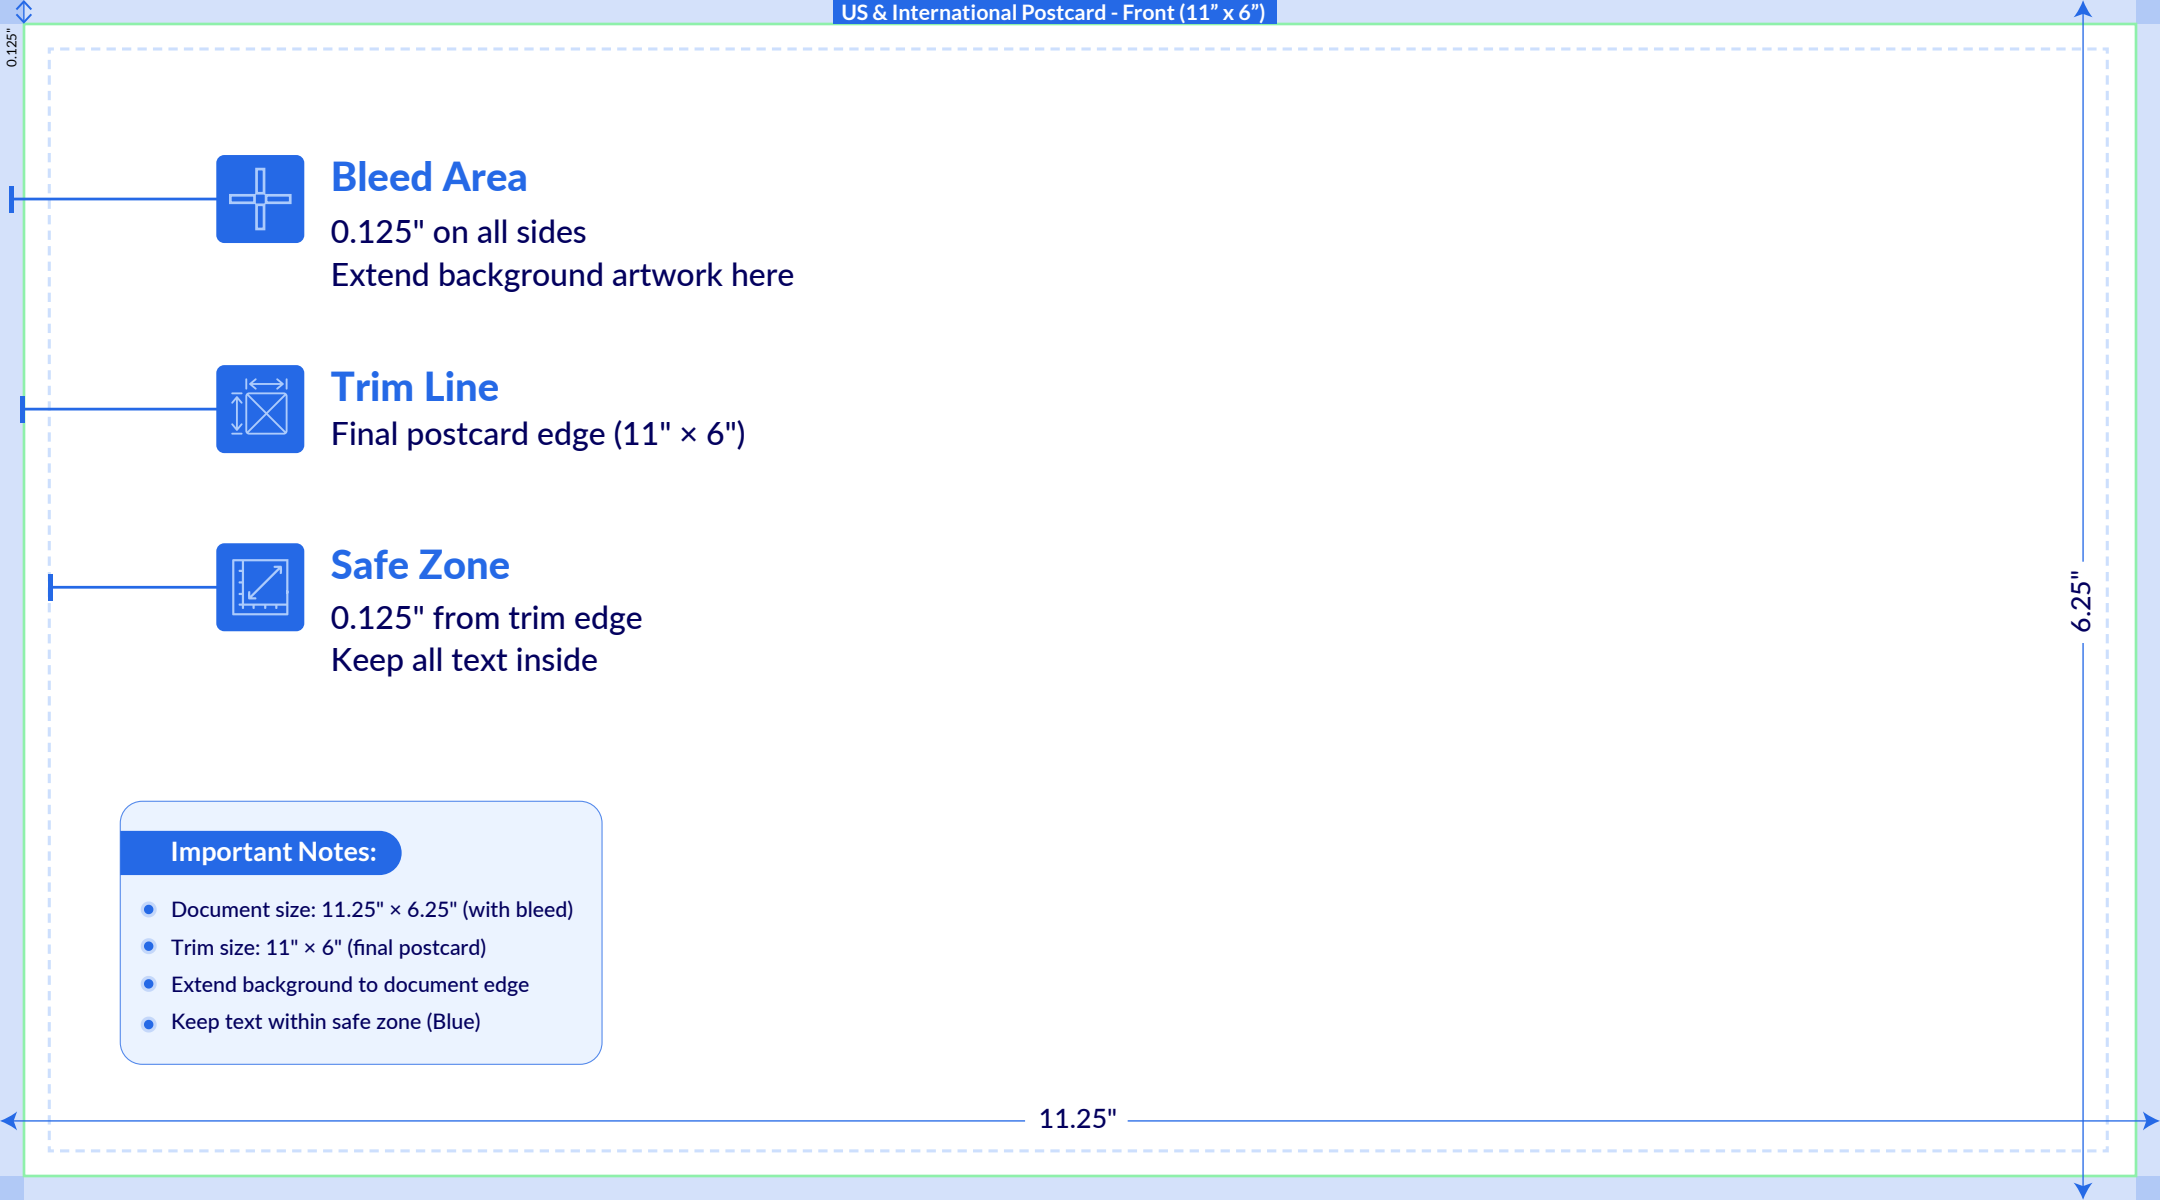 US & International Postcard - Front (11” x 6”)
0.125"
Bleed Area
0.125" on all sides
Extend background artwork here
Trim Line
Final postcard edge (11" × 6")
Safe Zone
0.125" from trim edge
Keep all text inside
6.25"
Important Notes:
Document size: 11.25" × 6.25" (with bleed)
Trim size: 11" × 6" (final postcard)
Extend background to document edge
Keep text within safe zone (Blue)
11.25"